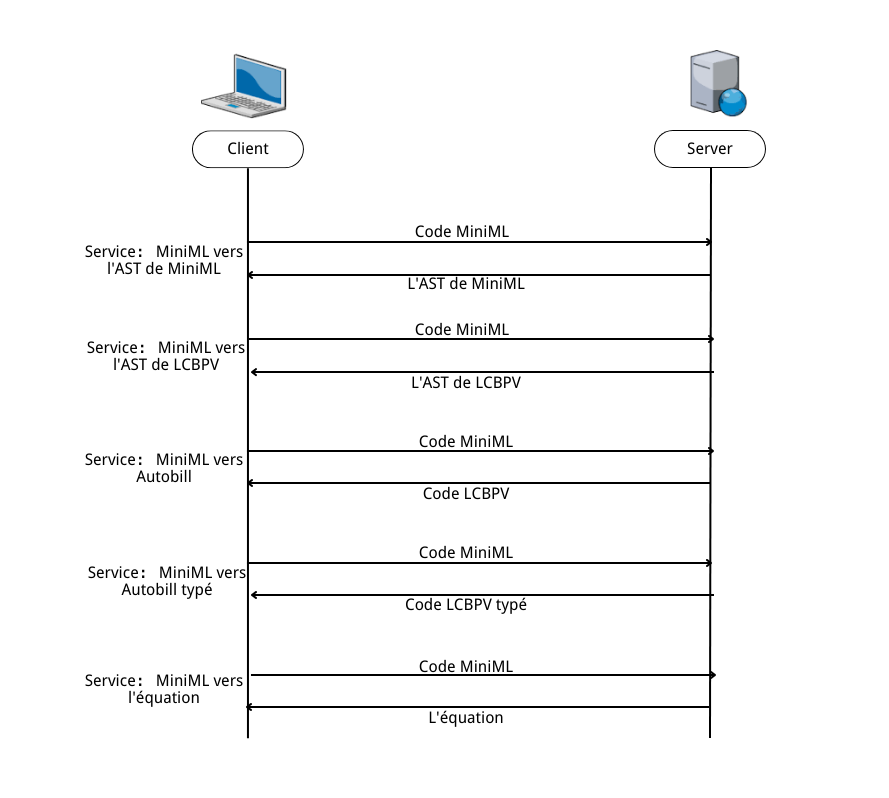 Client
Server
Code MiniML
Service: MiniML vers
l'AST de MiniML
L'AST de MiniML
Code MiniML
Service: MiniML vers
l'AST de LCBPV
L'AST de LCBPV
Code MiniML
Service: MiniML vers
Autobill
Code LCBPV
Code MiniML
Service: MiniML vers
Autobill typé
Code LCBPV typé
Code MiniML
Service: MiniML vers
l'équation
L'équation